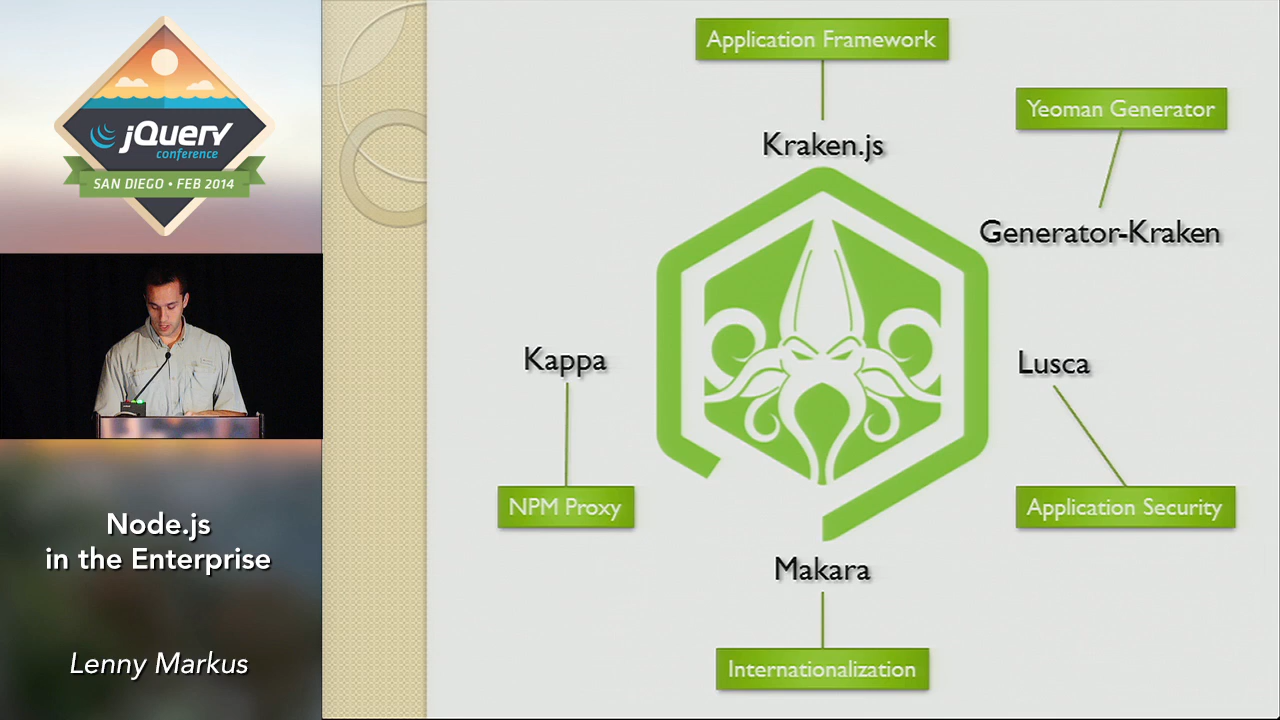 jQuery
conference
SAN DIEGO • FEB 2014
Node.js
in the Enterprise
Lenny Markus
Application Framework
Kraken.js
Yeoman Generator
Generator-Kraken
Kappa
NPM Proxy
Lusca
Application Security
Makara
Internationalization